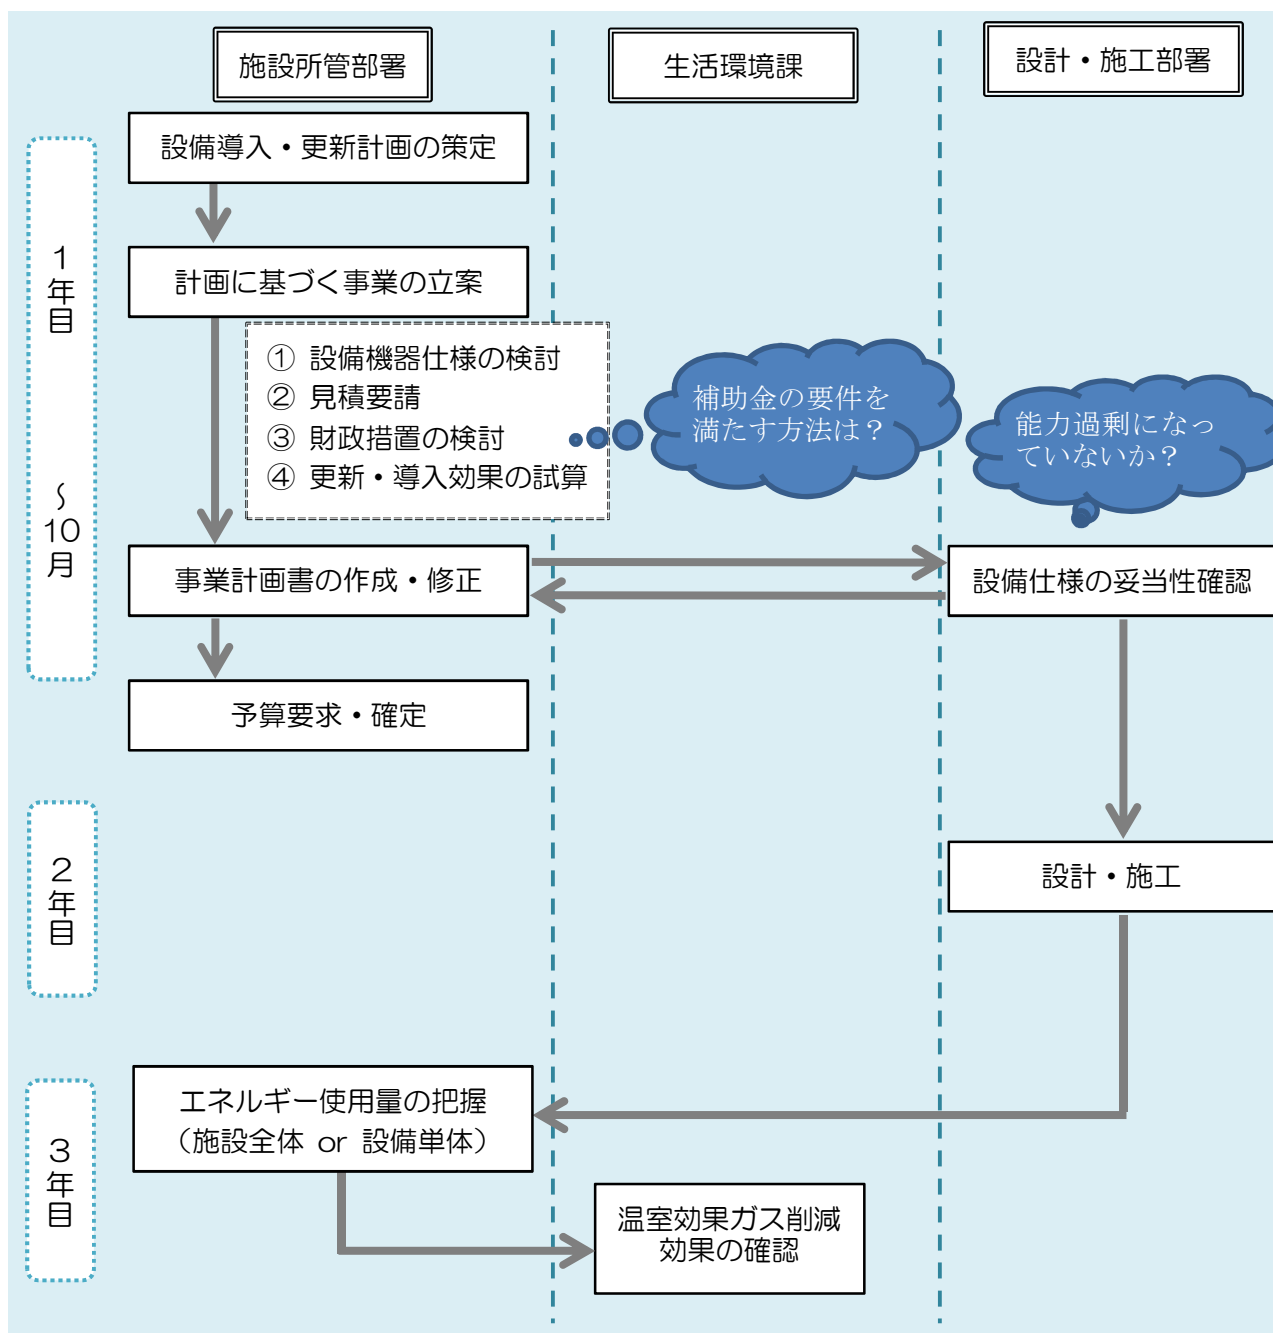 施設所管部署
生活環境課
設計・施工部署
1
年
目
～
10
月
設備導入・更新計画の策定
計画に基づく事業の立案
① 設備機器仕様の検討
② 見積要請
③ 財政措置の検討
④ 更新・導入効果の試算
補助金の要件を
満たす方法は？
能力過剰になっ
ていないか？
事業計画書の作成・修正
設備仕様の妥当性確認
予算要求・確定
2
年
目
設計・施工
3
年
目
エネルギー使用量の把握
（施設全体 or 設備単体）
温室効果ガス削減
効果の確認